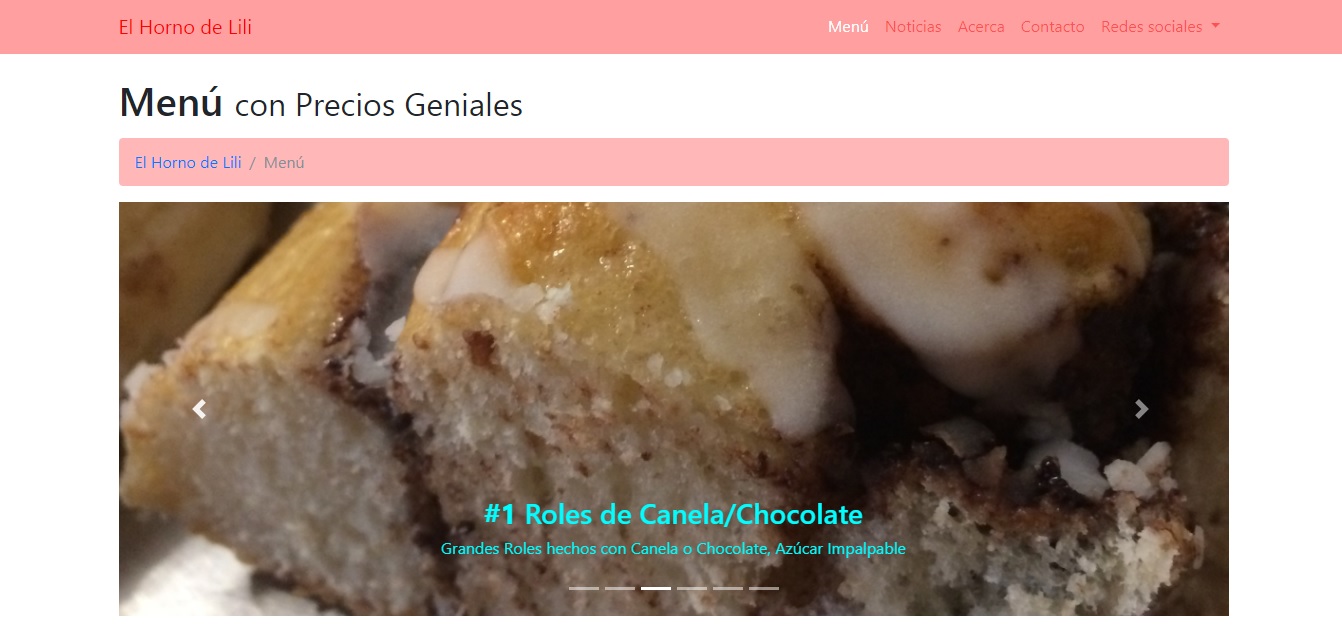 El Horno de Lili
Menú Noticias Acerca Contacto Redes sociales
Menú con Precios Geniales
El Horno de Lili / Menú
#1 Roles de Canela/Chocolate
Grandes Roles hechos con Canela o Chocolate, Azúcar Impalpable